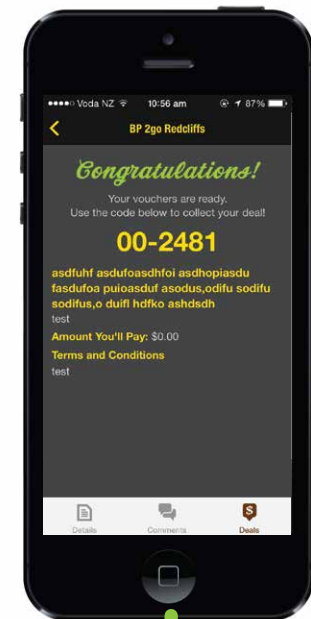 Voda NZ 10:56 am 87%
BP 2go Redcliffs
Congratulations!
Your vouchers are ready.
Use the code below to collect your deal!
00-2481
asdfuhf asdufoasdhfoi asdhopiasdu
fasdufoa puioasduf asodus,odifu sodifu
sodifus,o duifl hdfko ashdsdh
test
Amount You'll Pay: $0.00
Terms and Conditions
test
Details Comments Deals